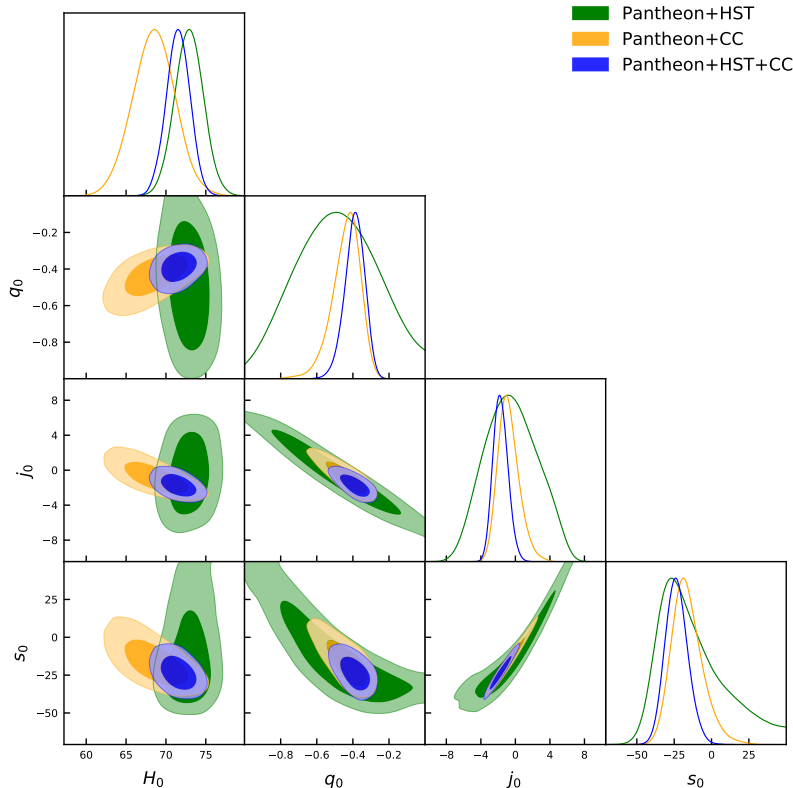 Pantheon+HST
Pantheon+CC
Pantheon+HST+CC
−0.2
−0.4
−0.6
−0.8
q₀
8
4
0
−4
−8
j₀
25
0
−25
−50
s₀
60 65 70 75
−0.8 −0.6 −0.4 −0.2
−8 −4 0 4 8
−50 −25 0 25
H₀ q₀ j₀ s₀